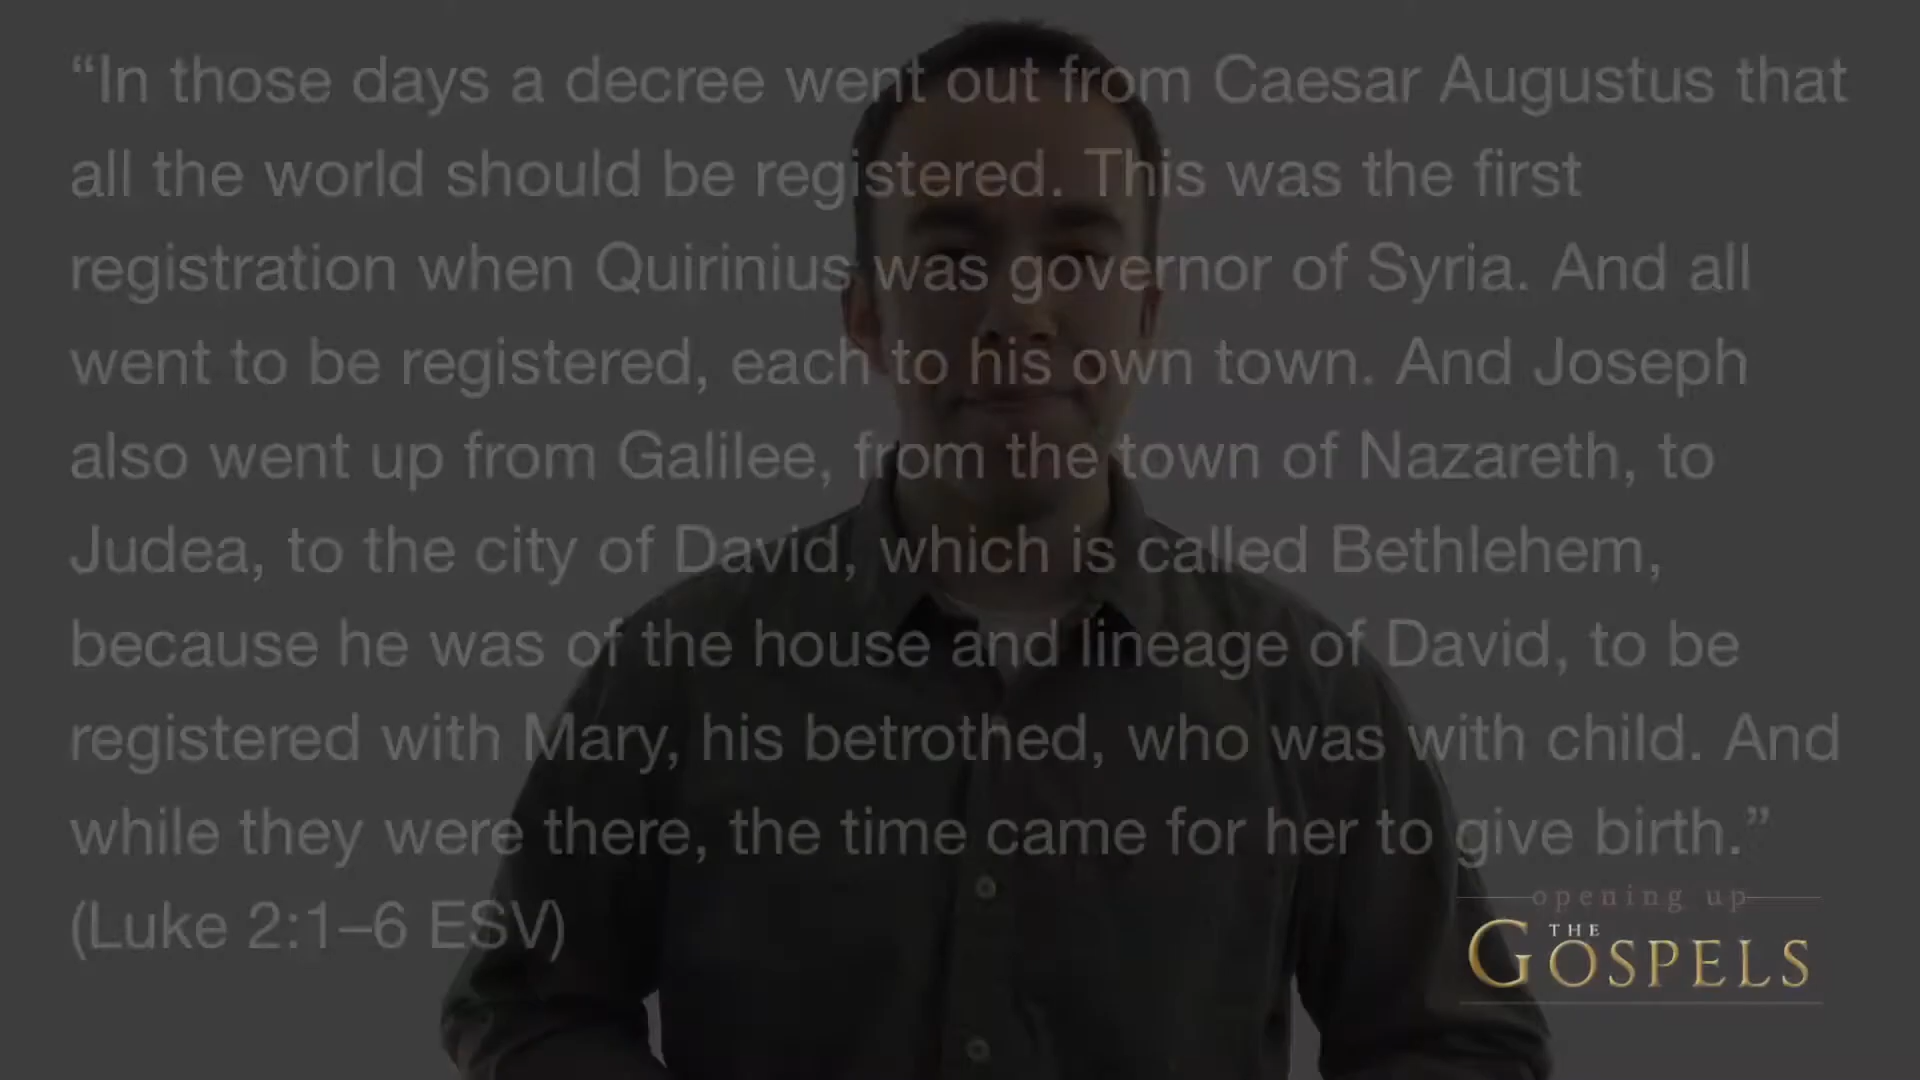 “In those days a decree went out from Caesar Augustus that
all the world should be registered. This was the first
registration when Quirinius was governor of Syria. And all
went to be registered, each to his own town. And Joseph
also went up from Galilee, from the town of Nazareth, to
Judea, to the city of David, which is called Bethlehem,
because he was of the house and lineage of David, to be
registered with Mary, his betrothed, who was with child. And
while they were there, the time came for her to give birth.”
(Luke 2:1–6 ESV)
opening up
THE
GOSPELS